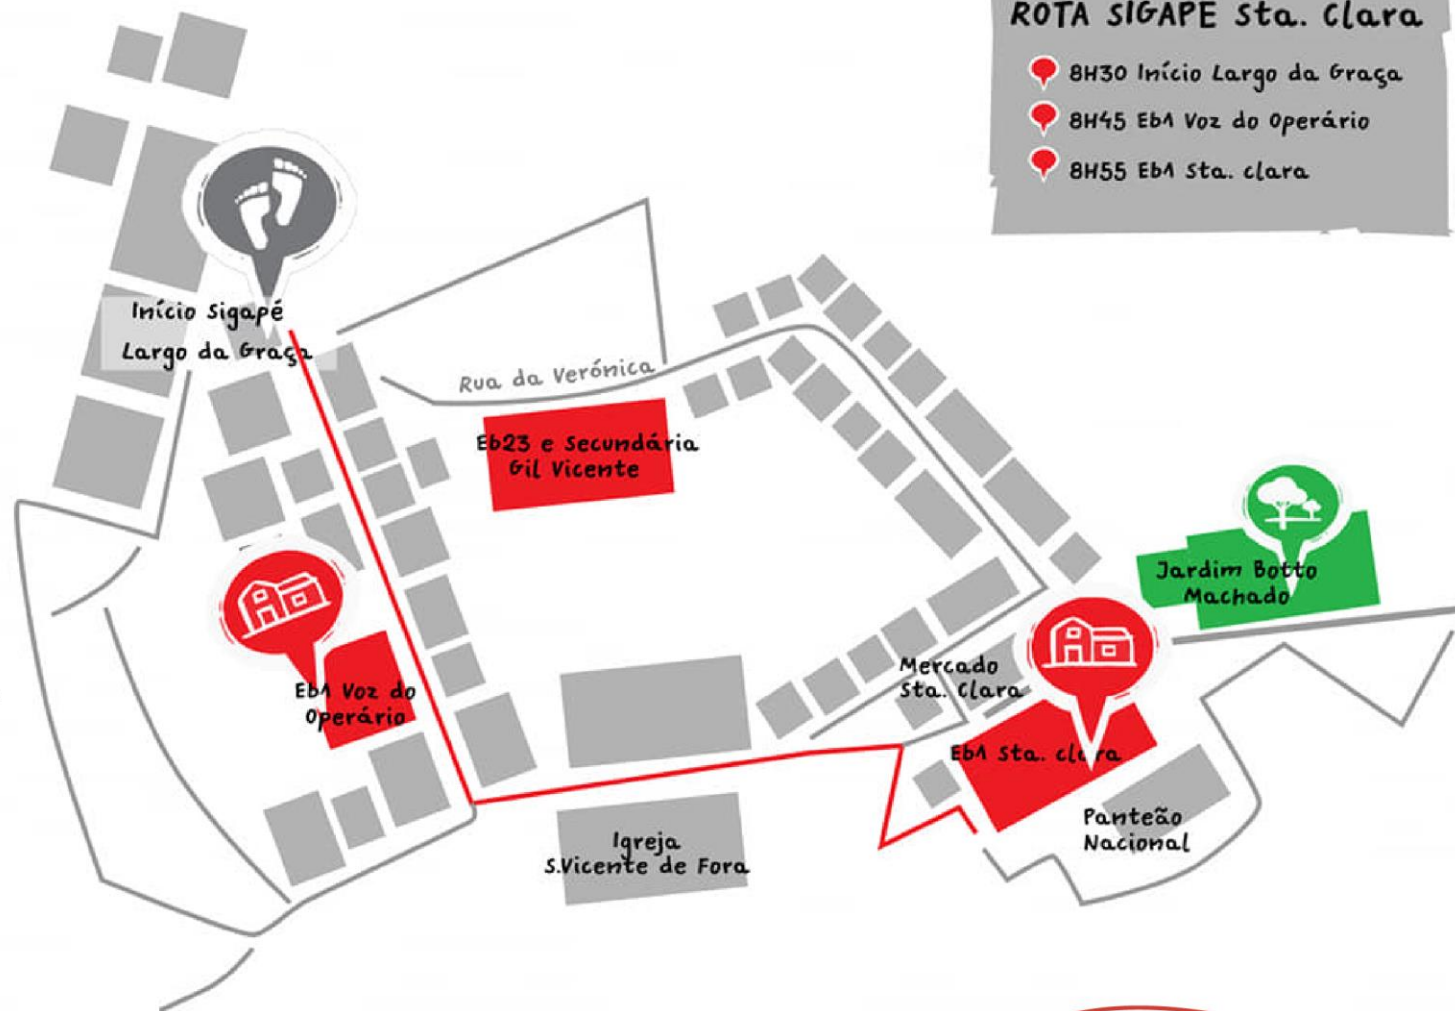 ROTA SIGAPE Sta. Clara
8H30 Início Largo da Graça
8H45 Eb1 Voz do Operário
8H55 Eb1 Sta. clara
Início Sigapé
Largo da Graça
Rua da Verónica
Eb23 e Secundária
Gil Vicente
Jardim Botto
Machado
Mercado
Sta. Clara
Eb1 Voz do
Operário
Eb1 Sta. clara
Panteão
Nacional
Igreja
S.Vicente de Fora